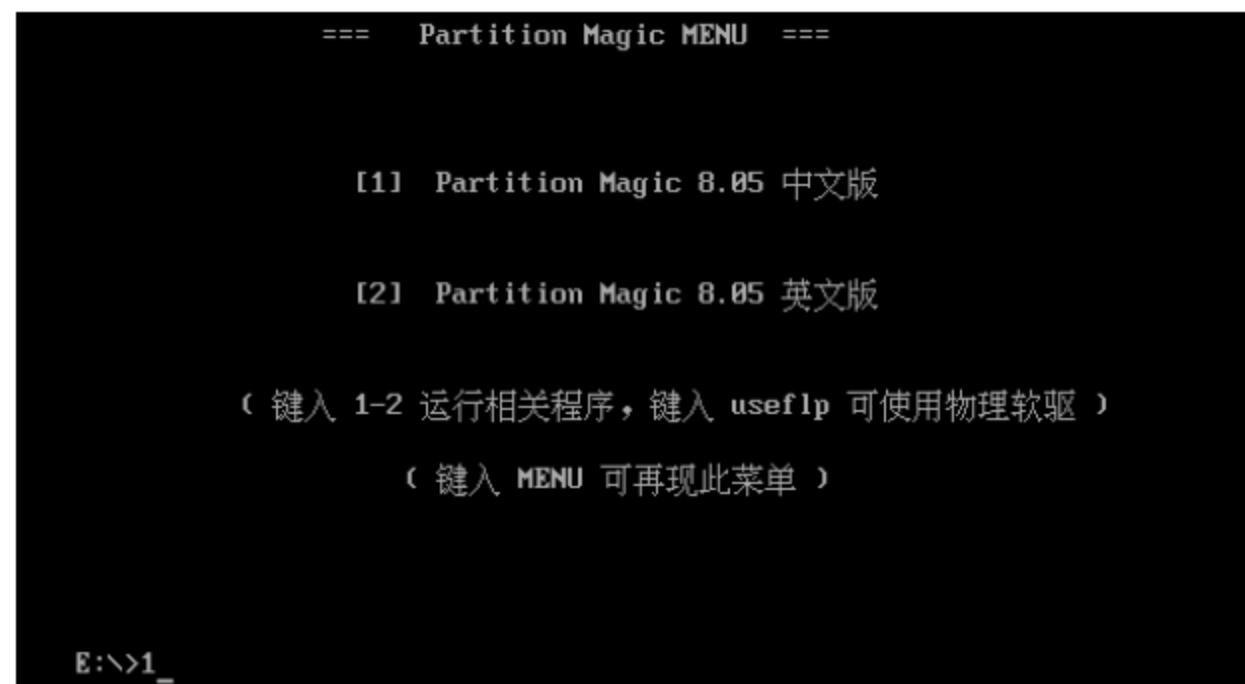 === Partition Magic MENU ===
[1] Partition Magic 8.05 中文版
[2] Partition Magic 8.05 英文版
( 键入 1-2 运行相关程序，键入 useflp 可使用物理软驱 )
( 键入 MENU 可再现此菜单 )
E:\>1_